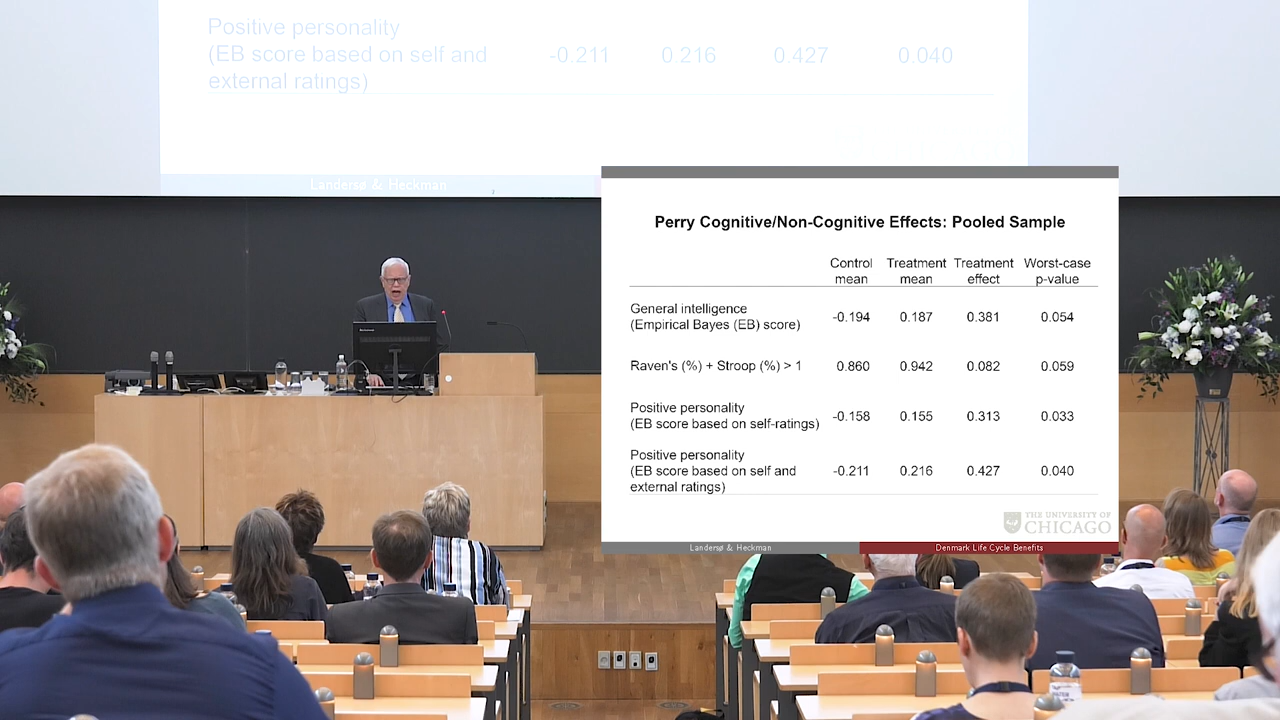 Positive personality
(EB score based on self and -0.211 0.216 0.427 0.040
external ratings)
Landersø & Heckman
Perry Cognitive/Non-Cognitive Effects: Pooled Sample
Control Treatment Treatment Worst-case
mean mean effect p-value
General intelligence
(Empirical Bayes (EB) score) -0.194 0.187 0.381 0.054
Raven's (%) + Stroop (%) > 1 0.860 0.942 0.082 0.059
Positive personality
(EB score based on self-ratings) -0.158 0.155 0.313 0.033
Positive personality
(EB score based on self and -0.211 0.216 0.427 0.040
external ratings)
THE UNIVERSITY OF
CHICAGO
Landersø & Heckman Denmark Life Cycle Benefits